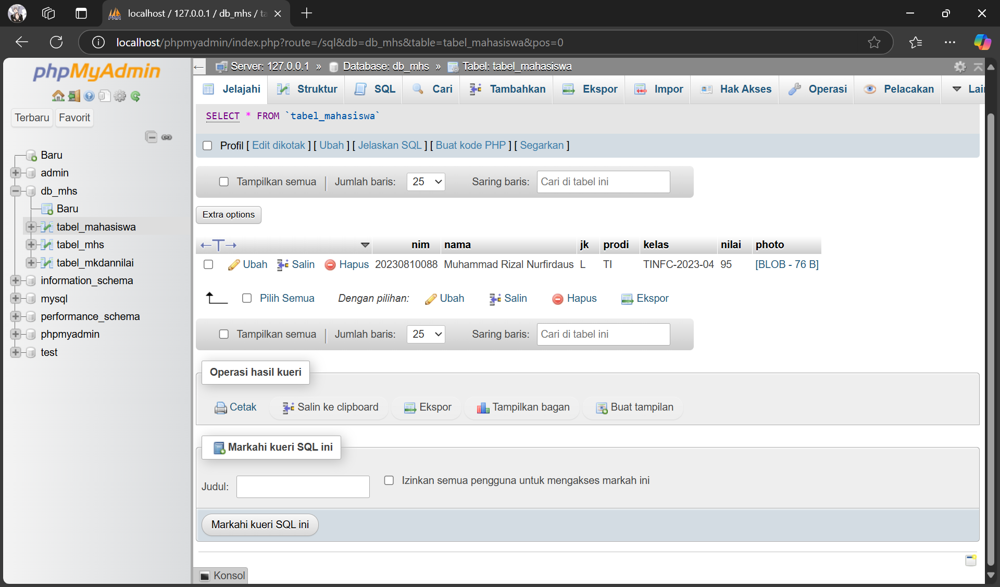 localhost / 127.0.0.1 / db_mhs / ta
localhost/phpmyadmin/index.php?route=/sql&db=db_mhs&table=tabel_mahasiswa&pos=0
phpMyAdmin
Terbaru Favorit
Baru
admin
db_mhs
Baru
tabel_mahasiswa
tabel_mhs
tabel_mkdannilai
information_schema
mysql
performance_schema
phpmyadmin
test
Server: 127.0.0.1 » Database: db_mhs » Tabel: tabel_mahasiswa
Jelajahi Struktur SQL Cari Tambahkan Ekspor Impor Hak Akses Operasi Pelacakan Lai
SELECT * FROM `tabel_mahasiswa`
Profil [ Edit dikotak ] [ Ubah ] [ Jelaskan SQL ] [ Buat kode PHP ] [ Segarkan ]
Tampilkan semua | Jumlah baris: 25 Saring baris: Cari di tabel ini
Extra options
←T→ nim nama jk prodi kelas nilai photo
Ubah Salin Hapus 20230810088 Muhammad Rizal Nurfirdaus L TI TINFC-2023-04 95 [BLOB - 76 B]
Pilih Semua Dengan pilihan: Ubah Salin Hapus Ekspor
Tampilkan semua | Jumlah baris: 25 Saring baris: Cari di tabel ini
Operasi hasil kueri
Cetak Salin ke clipboard Ekspor Tampilkan bagan Buat tampilan
Markahi kueri SQL ini
Judul: Izinkan semua pengguna untuk mengakses markah ini
Markahi kueri SQL ini
Konsol